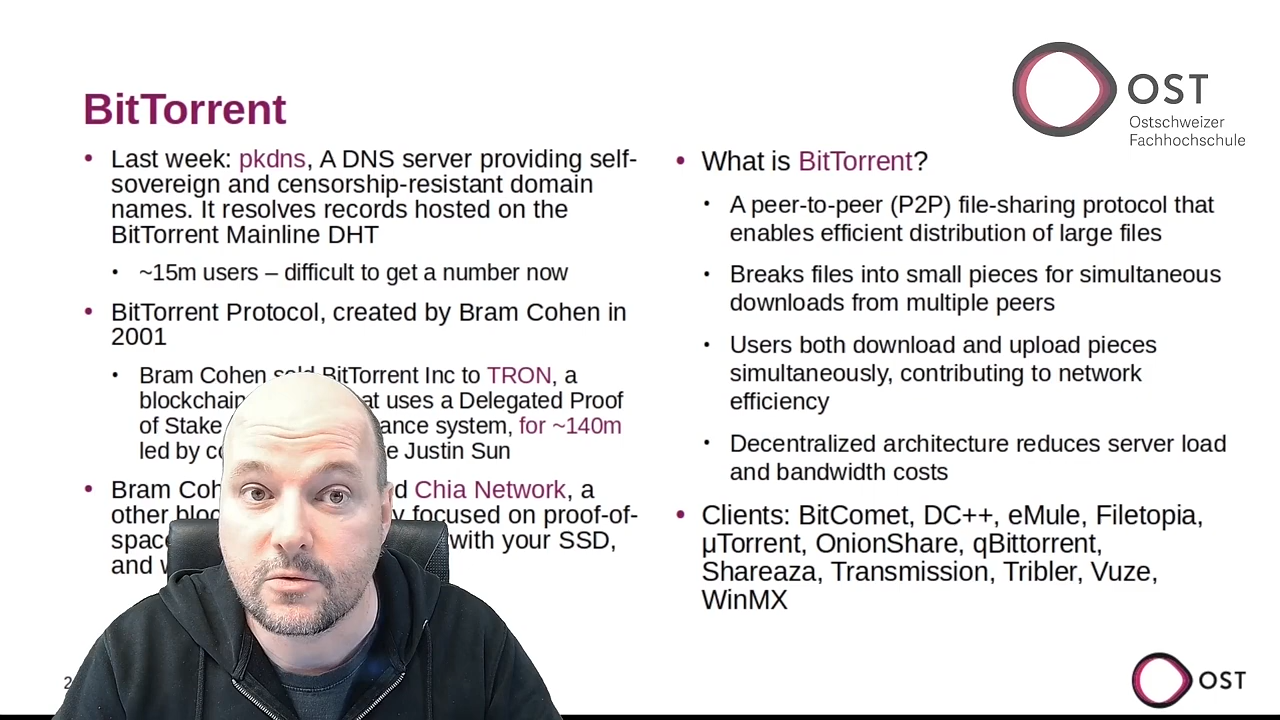 OST
Ostschweizer
Fachhochschule
BitTorrent
• Last week: pkdns, A DNS server providing self-
sovereign and censorship-resistant domain
names. It resolves records hosted on the
BitTorrent Mainline DHT
• ~15m users – difficult to get a number now
• BitTorrent Protocol, created by Bram Cohen in
2001
• Bram Cohen sold BitTorrent Inc to TRON, a
blockchain uses a Delegated Proof
of Stake system, for ~140m
led by Justin Sun
• Bram Chia Network, a
other focused on proof-of-
space with your SSD,
and
• What is BitTorrent?
• A peer-to-peer (P2P) file-sharing protocol that
enables efficient distribution of large files
• Breaks files into small pieces for simultaneous
downloads from multiple peers
• Users both download and upload pieces
simultaneously, contributing to network
efficiency
• Decentralized architecture reduces server load
and bandwidth costs
• Clients: BitComet, DC++, eMule, Filetopia,
µTorrent, OnionShare, qBittorrent,
Shareaza, Transmission, Tribler, Vuze,
WinMX
2
OST